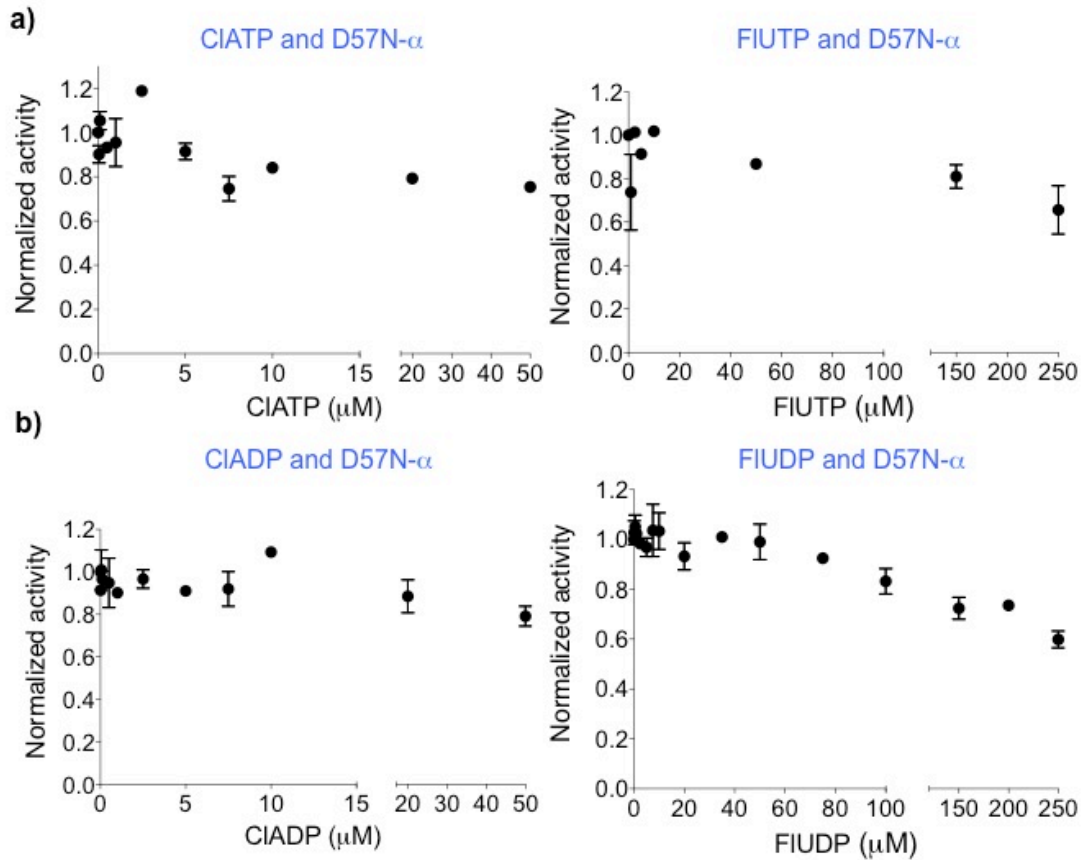 a)
ClATP and D57N-α
Normalized activity
1.2
1.0
0.8
0.6
0.4
0.2
0.0
0 5 10 15 20 30 40 50
ClATP (μM)
FlUTP and D57N-α
Normalized activity
1.2
1.0
0.8
0.6
0.4
0.2
0.0
0 20 40 60 80 100 150 200 250
FlUTP (μM)
b)
ClADP and D57N-α
Normalized activity
1.2
1.0
0.8
0.6
0.4
0.2
0.0
0 5 10 15 20 30 40 50
ClADP (μM)
FlUDP and D57N-α
Normalized activity
1.2
1.0
0.8
0.6
0.4
0.2
0.0
0 20 40 60 80 100 150 200 250
FlUDP (μM)